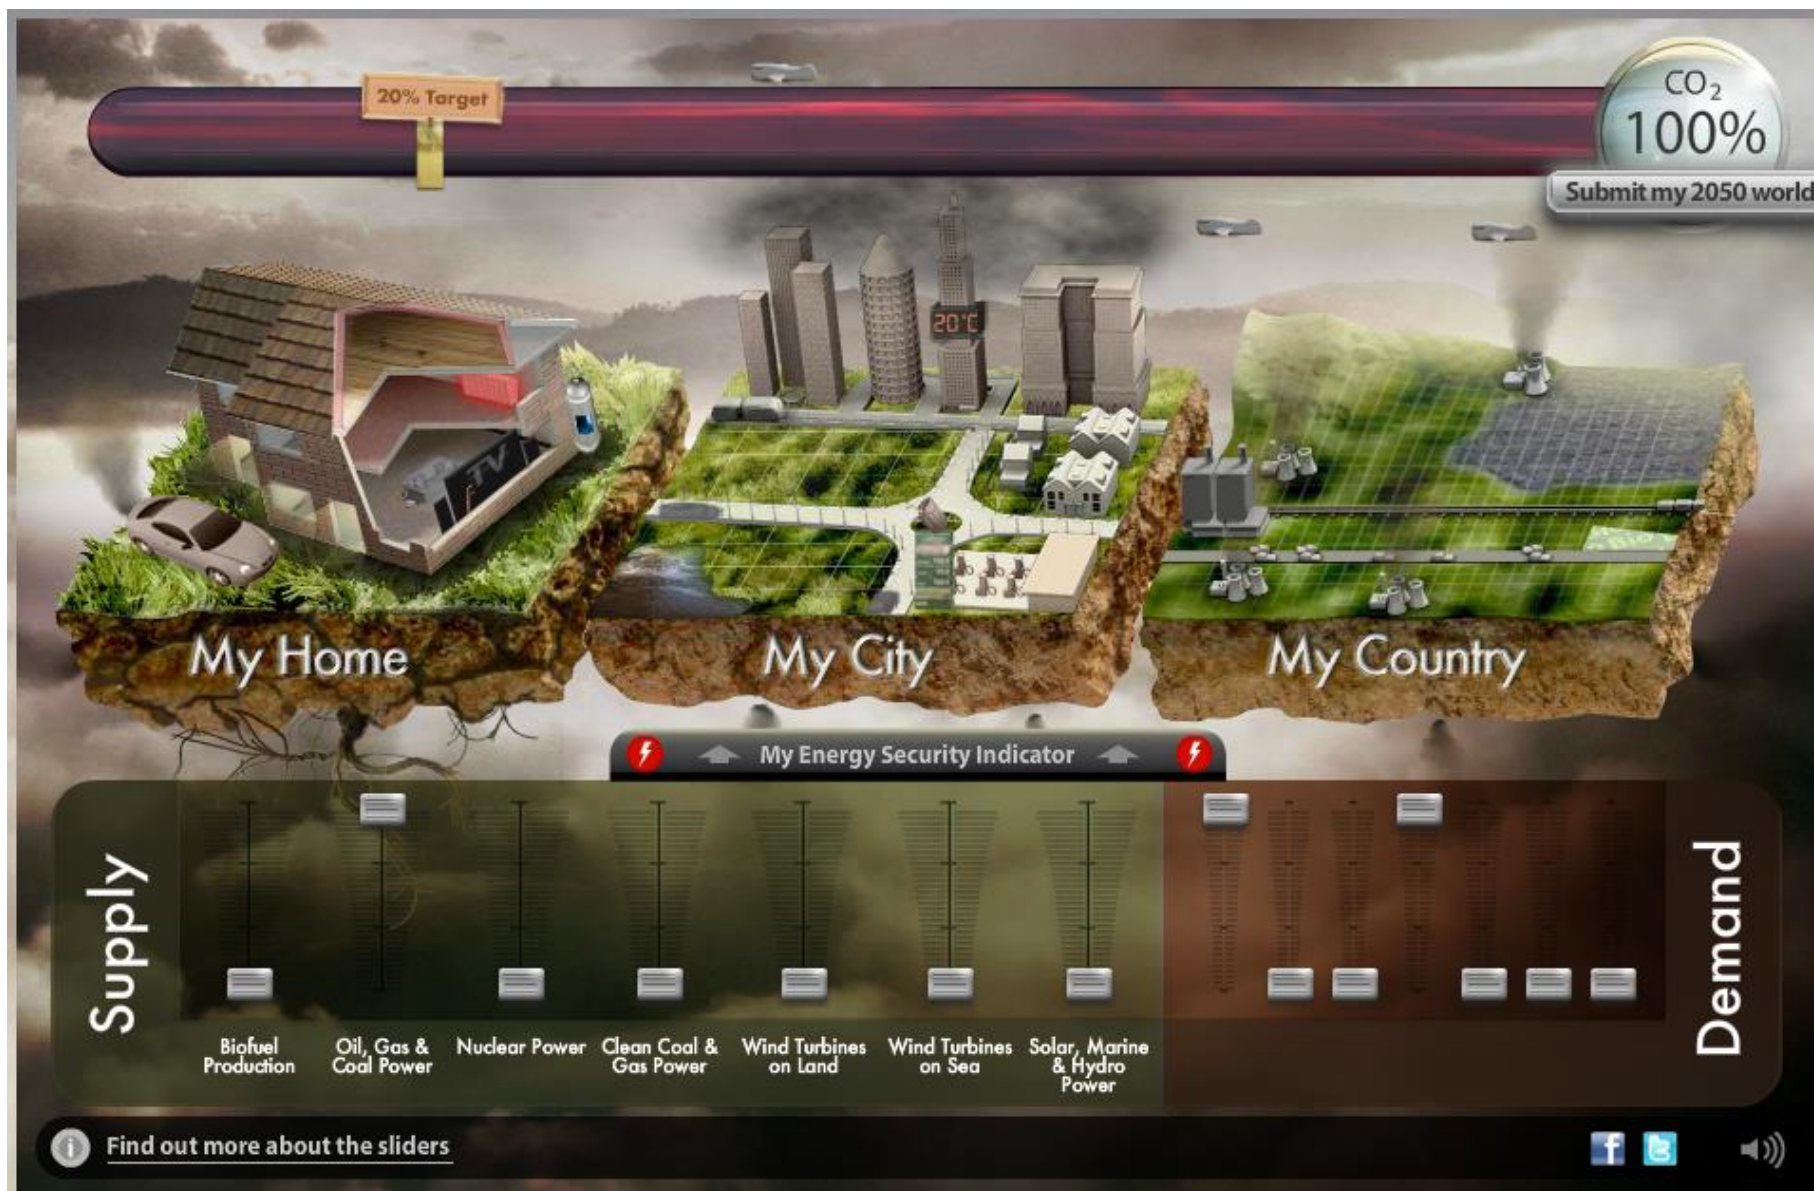 20% Target
CO₂
100%
Submit my 2050 world
20°C
TV
My Home
My City
My Country
My Energy Security Indicator
Supply
Biofuel
Production
Oil, Gas &
Coal Power
Nuclear Power
Clean Coal &
Gas Power
Wind Turbines
on Land
Wind Turbines
on Sea
Solar, Marine
& Hydro
Power
Demand
i
Find out more about the sliders
f
t